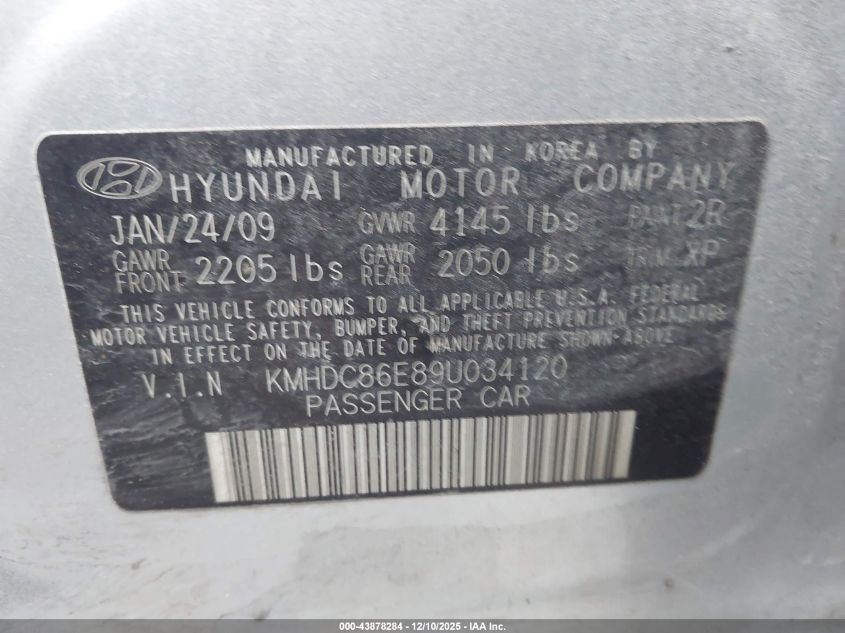 MANUFACTURED IN KOREA BY
HYUNDAI MOTOR COMPANY
JAN/24/09 GVWR 4145 lbs PAINT 2R
GAWR FRONT 2205 lbs GAWR REAR 2050 lbs TRIM XP
THIS VEHICLE CONFORMS TO ALL APPLICABLE U.S.A. FEDERAL
MOTOR VEHICLE SAFETY, BUMPER, AND THEFT PREVENTION STANDARDS
IN EFFECT ON THE DATE OF MANUFACTURE SHOWN ABOVE
V.I.N KMHDC86E89U034120
PASSENGER CAR
000-43878284 — 12/10/2025 — IAA Inc.